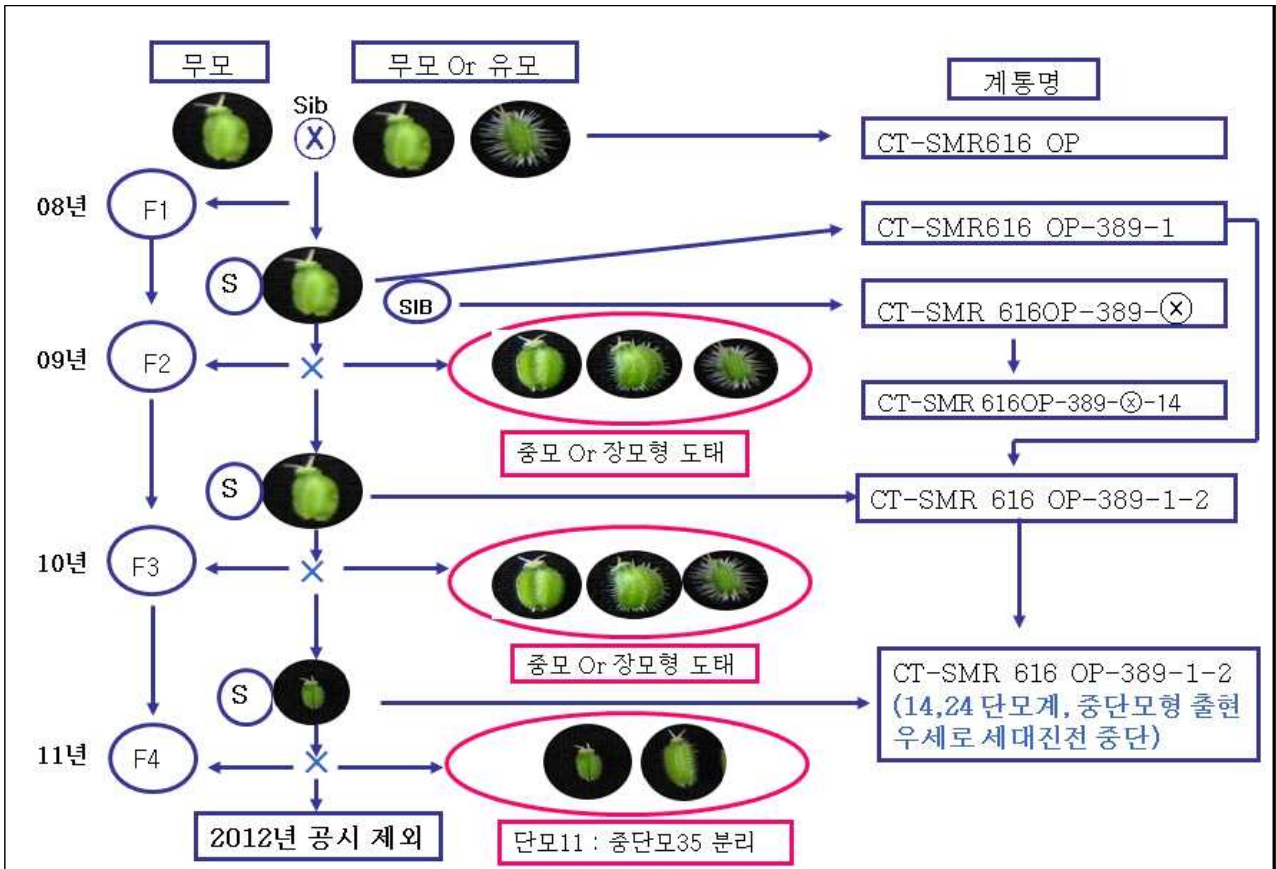 무모
무모 Or 유모
계통명
Sib
X
CT-SMR616 OP
08년
F1
CT-SMR616 OP-389-1
S
SIB
CT-SMR 616OP-389-ⓧ
09년
F2
CT-SMR 616OP-389-ⓧ-14
중모 Or 장모형 도태
S
CT-SMR 616 OP-389-1-2
10년
F3
중모 Or 장모형 도태
S
CT-SMR 616 OP-389-1-2
(14,24 단모계, 중단모형 출현
우세로 세대진전 중단)
11년
F4
2012년 공시 제외
단모11 : 중단모35 분리